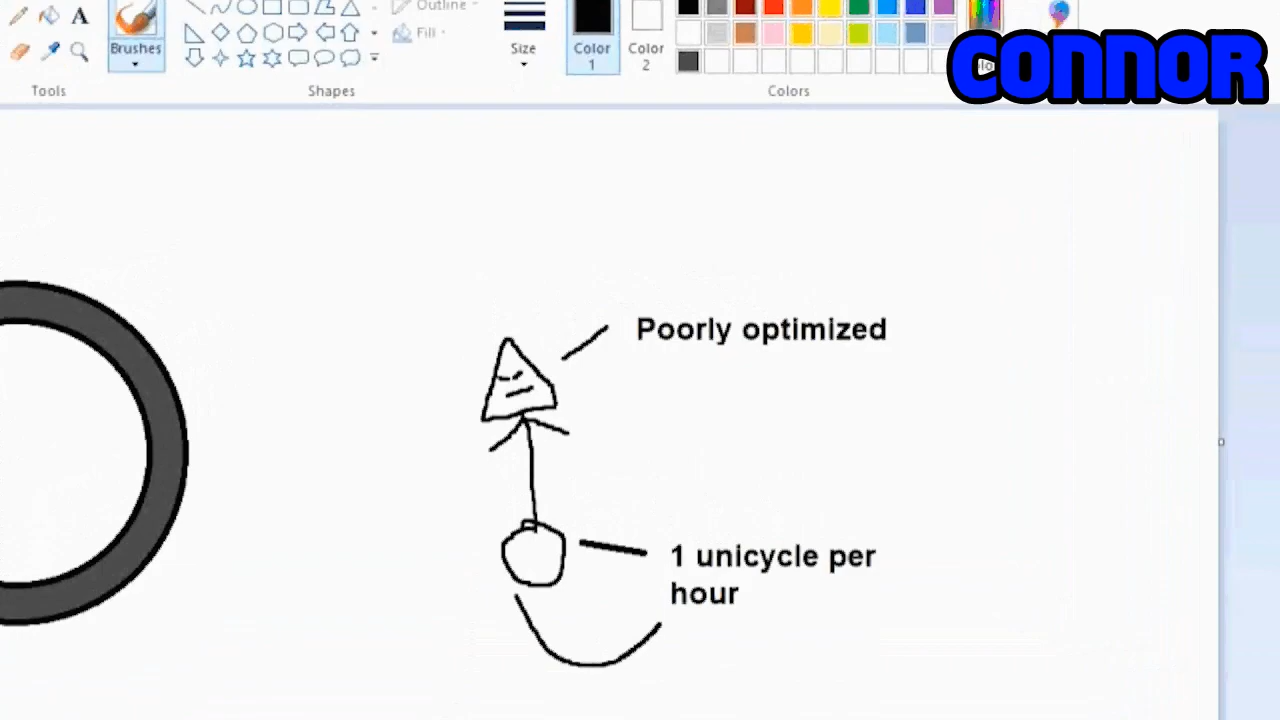 Outline
Brushes
Fill
Size
Color
1
Color
2
Tools
Shapes
Colors
CONNOR
Poorly optimized
1 unicycle per
hour